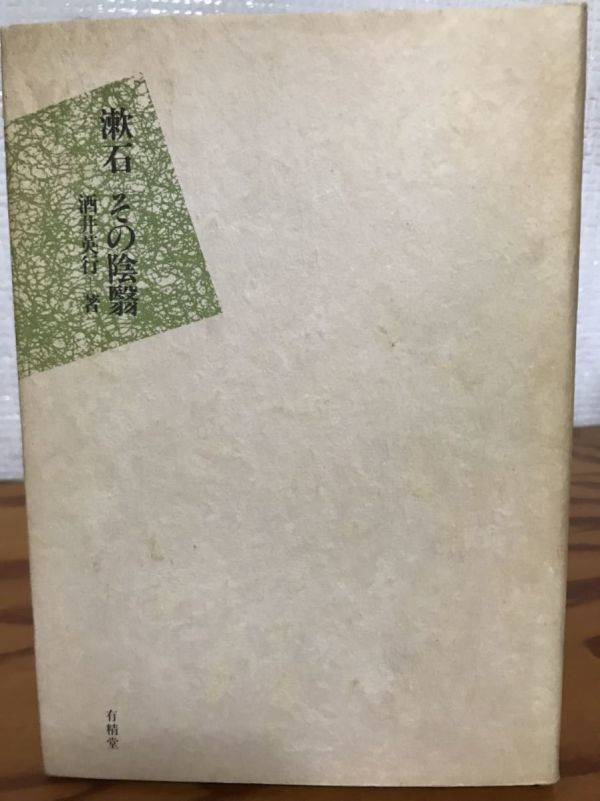 漱石 その陰翳
酒井英行 著
有精堂